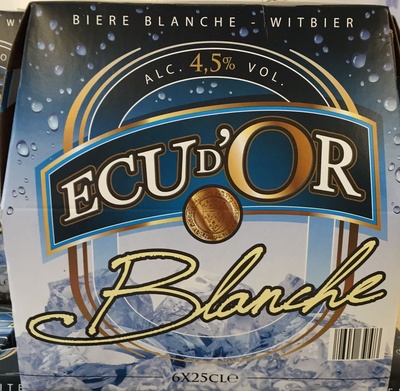 BIERE BLANCHE - WITBIER
ALC. 4,5% VOL.
ECU D'OR
Blanche
6X25CLe